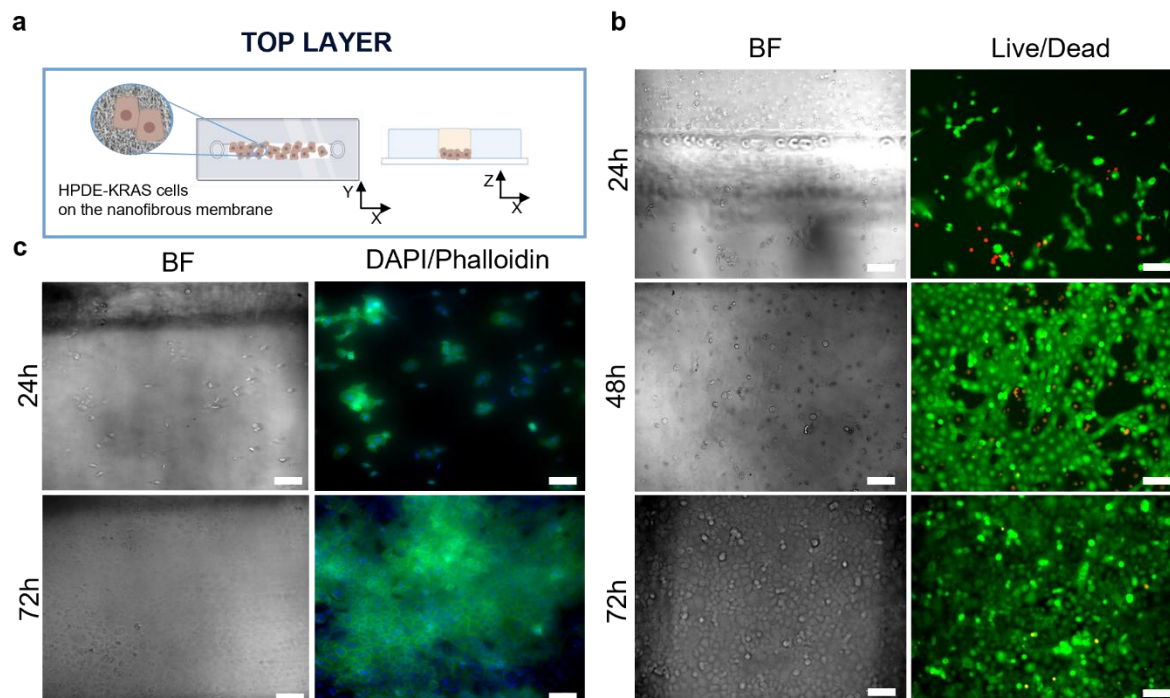 a
TOP LAYER
HPDE-KRAS cells
on the nanofibrous membrane
Y
X
Z
X
b
BF
Live/Dead
24h
48h
72h
c
BF
DAPI/Phalloidin
24h
72h